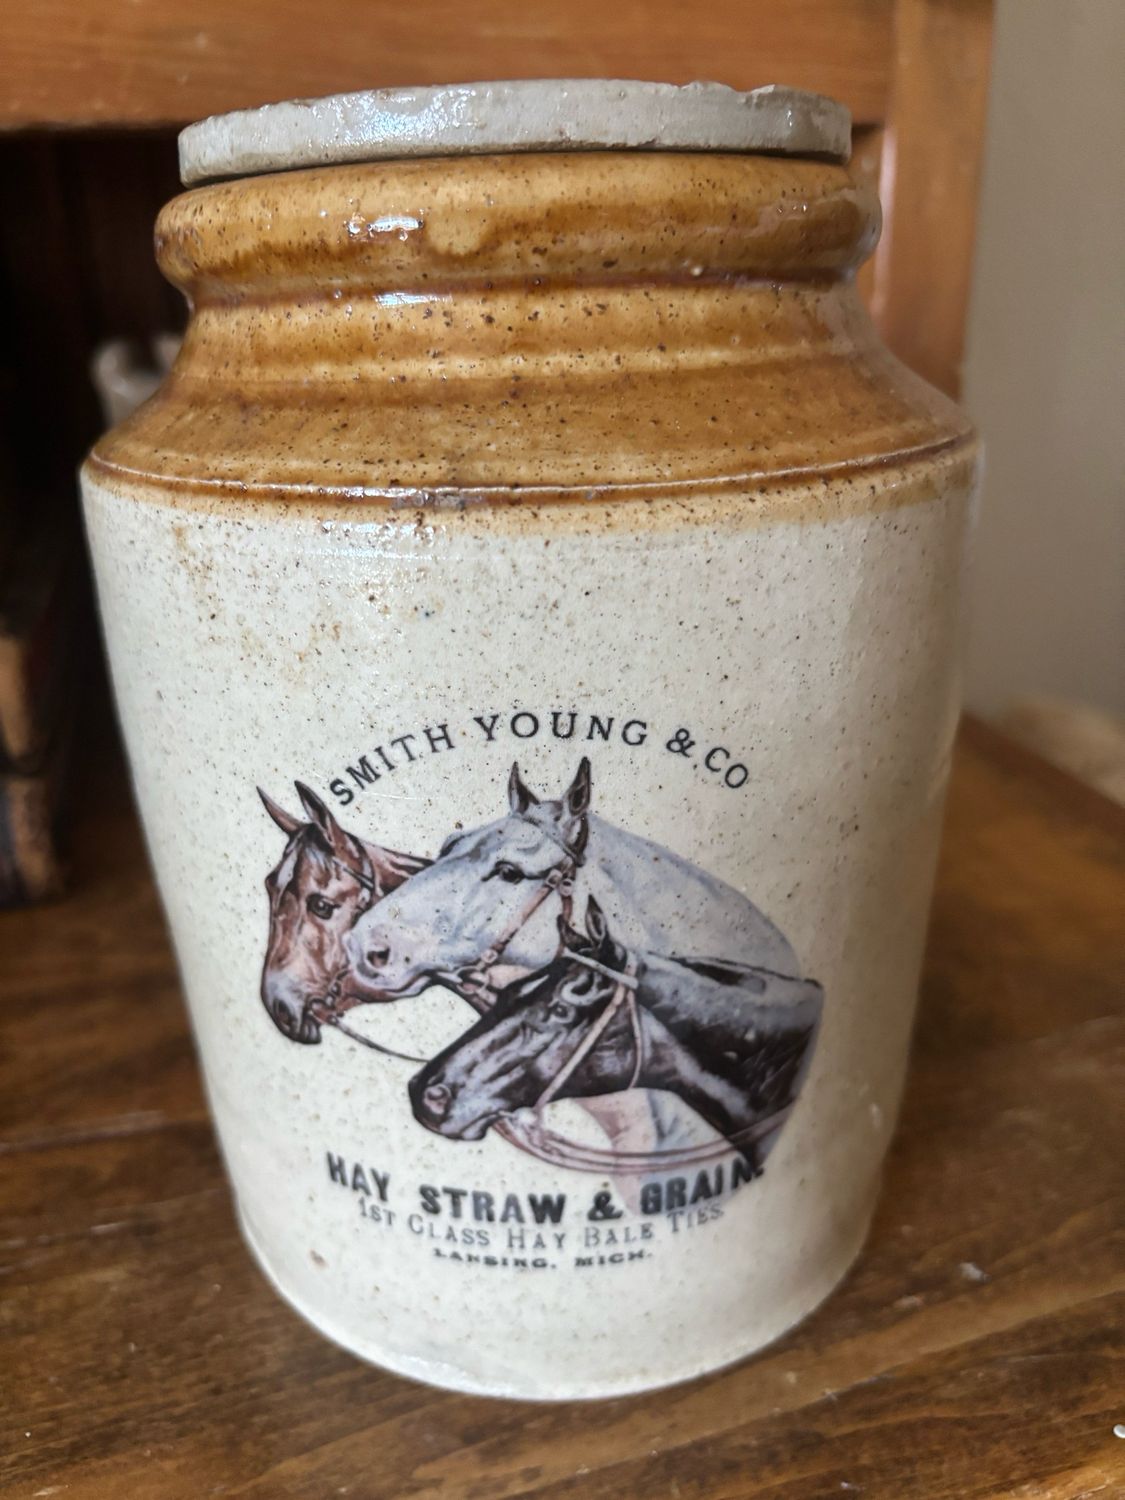 SMITH YOUNG & CO
HAY STRAW & GRAIN.
1ST CLASS HAY BALE TIES.
LANSING, MICH.